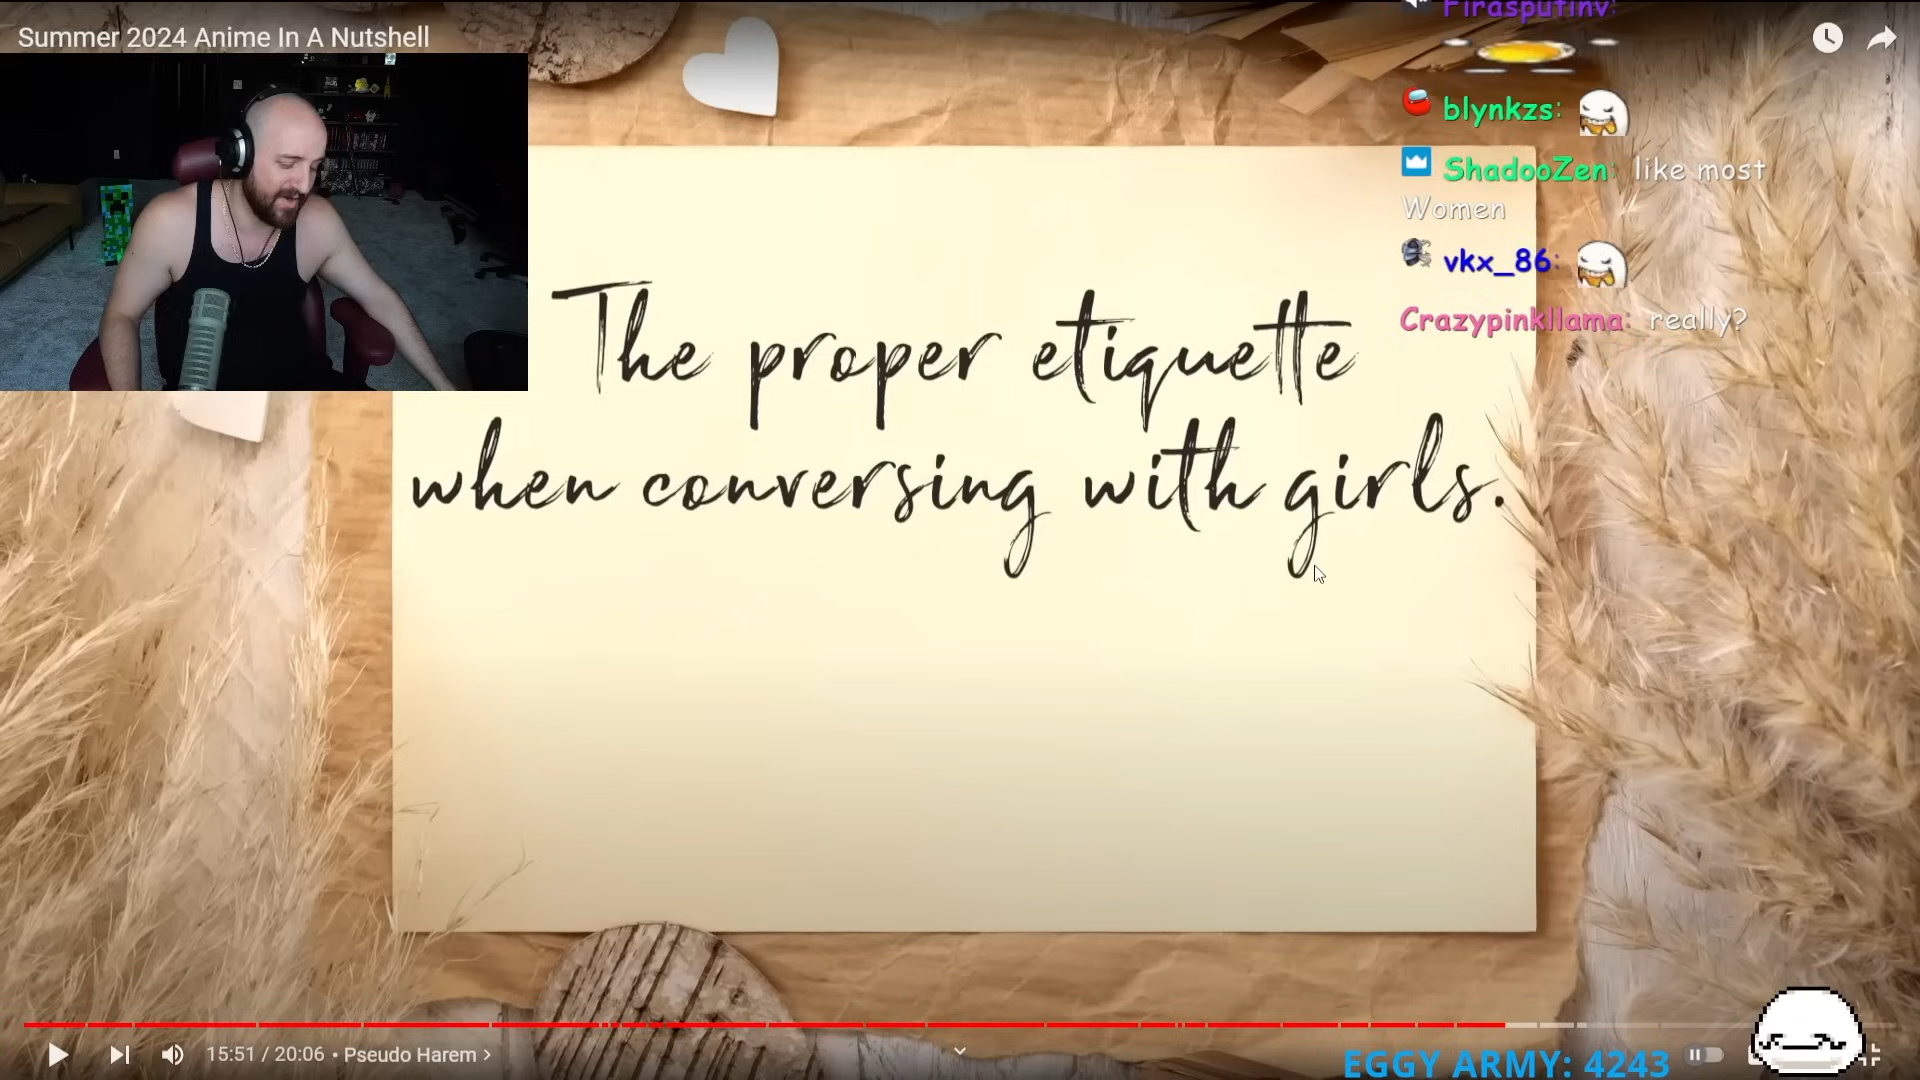 Summer 2024 Anime In A Nutshell
Firasputinv:
blynkzs:
ShadooZen: like most
Women
vkx_86:
Crazypinkllama: really?
The proper etiquette
when conversing with girls.
15:51 / 20:06 • Pseudo Harem >
EGGY ARMY: 4243